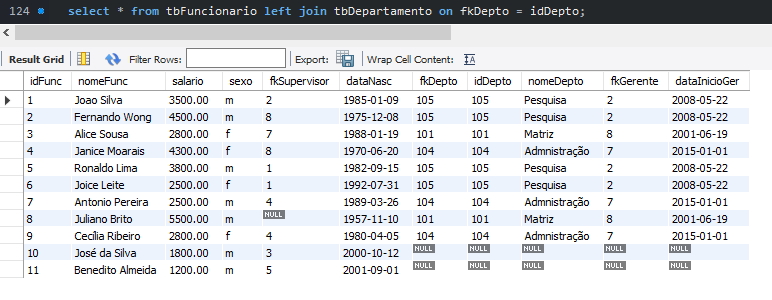 124 select * from tbFuncionario left join tbDepartamento on fkDepto = idDepto;
Result Grid Filter Rows: Export: Wrap Cell Content:
idFunc nomeFunc salario sexo fkSupervisor dataNasc fkDepto idDepto nomeDepto fkGerente dataInicioGer
1 Joao Silva 3500.00 m 2 1985-01-09 105 105 Pesquisa 2 2008-05-22
2 Fernando Wong 4500.00 m 8 1975-12-08 105 105 Pesquisa 2 2008-05-22
3 Alice Sousa 2800.00 f 7 1988-01-19 101 101 Matriz 8 2001-06-19
4 Janice Moarais 4300.00 f 8 1970-06-20 104 104 Admnistração 7 2015-01-01
5 Ronaldo Lima 3800.00 m 1 1982-09-15 105 105 Pesquisa 2 2008-05-22
6 Joice Leite 2500.00 f 1 1992-07-31 105 105 Pesquisa 2 2008-05-22
7 Antonio Pereira 2500.00 m 4 1989-03-26 104 104 Admnistração 7 2015-01-01
8 Juliano Brito 5500.00 m NULL 1957-11-10 101 101 Matriz 8 2001-06-19
9 Cecília Ribeiro 2800.00 f 4 1980-04-05 104 104 Admnistração 7 2015-01-01
10 José da Silva 1800.00 m 3 2000-10-12 NULL NULL NULL NULL NULL
11 Benedito Almeida 1200.00 m 5 2001-09-01 NULL NULL NULL NULL NULL